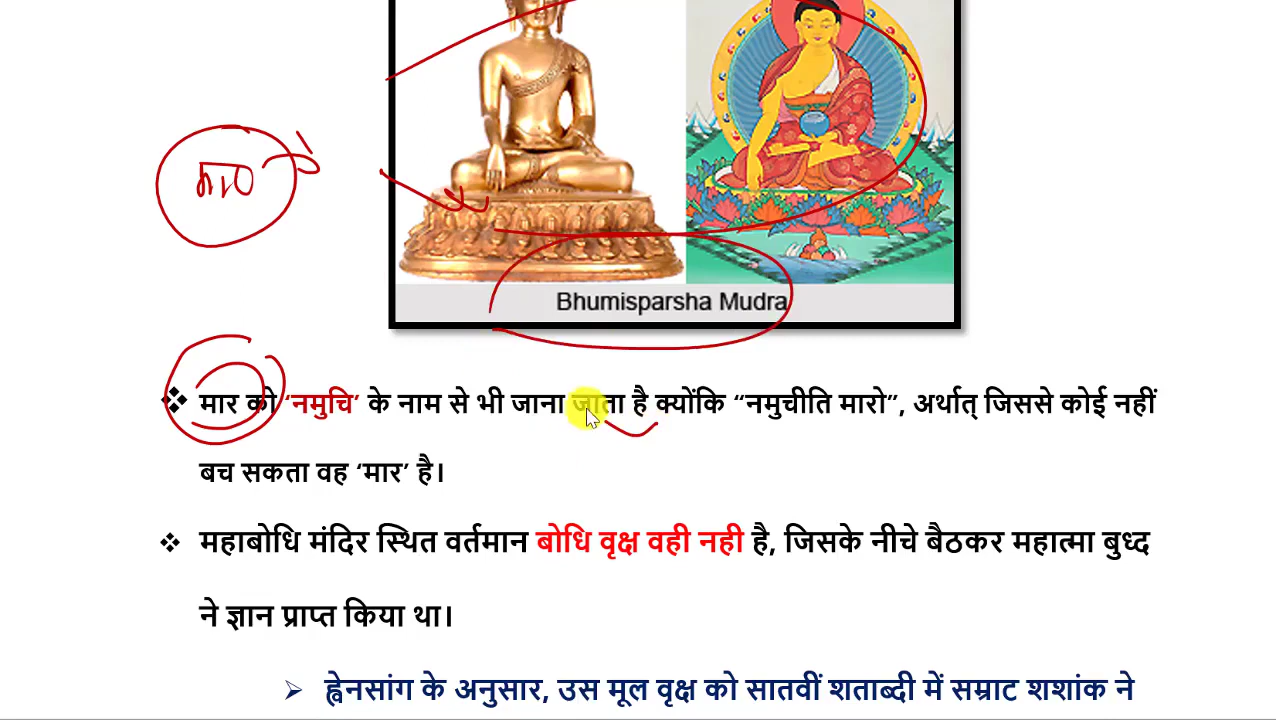 Bhumisparsha Mudra
मार
❖ मार को ‘नमुचि’ के नाम से भी जाना जाता है क्योंकि “नमुचीति मारो”, अर्थात् जिससे कोई नहीं
बच सकता वह ‘मार’ है।
❖ महाबोधि मंदिर स्थित वर्तमान बोधि वृक्ष वही नही है, जिसके नीचे बैठकर महात्मा बुध्द
ने ज्ञान प्राप्त किया था।
➢ ह्वेनसांग के अनुसार, उस मूल वृक्ष को सातवीं शताब्दी में सम्राट शशांक ने